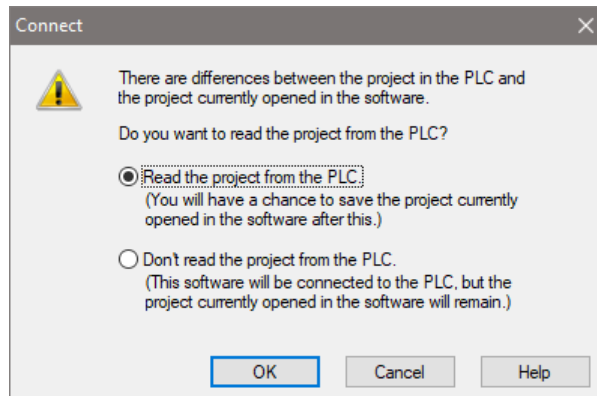 Connect
There are differences between the project in the PLC and
the project currently opened in the software.
Do you want to read the project from the PLC?
Read the project from the PLC.
(You will have a chance to save the project currently
opened in the software after this.)
Don't read the project from the PLC.
(This software will be connected to the PLC, but the
project currently opened in the software will remain.)
OK Cancel Help